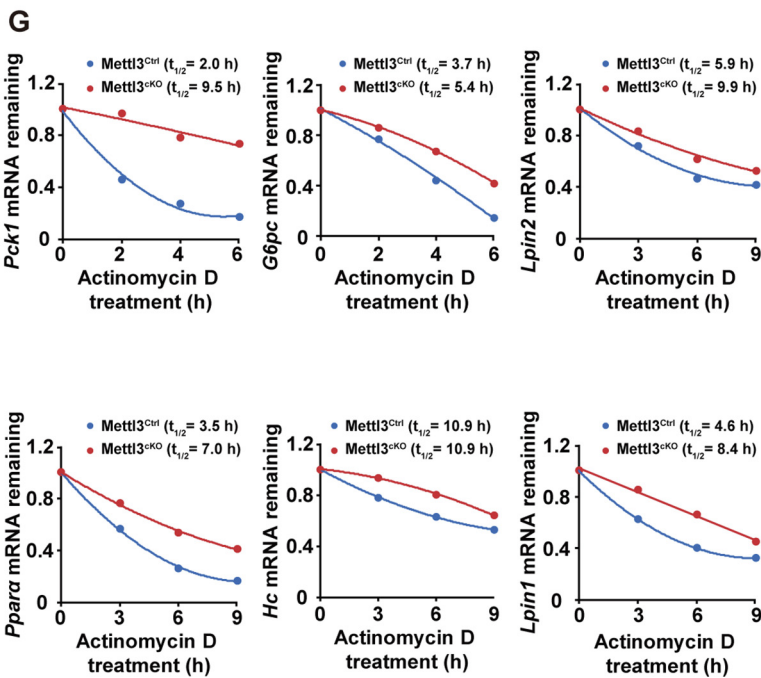 G
Mettl3Ctrl (t1/2= 2.0 h)
Mettl3cKO (t1/2= 9.5 h)
Pck1 mRNA remaining
1.2
0.8
0.4
0
0 2 4 6
Actinomycin D
treatment (h)
Mettl3Ctrl (t1/2= 3.7 h)
Mettl3cKO (t1/2= 5.4 h)
G6pc mRNA remaining
1.2
0.8
0.4
0
0 2 4 6
Actinomycin D
treatment (h)
Mettl3Ctrl (t1/2= 5.9 h)
Mettl3cKO (t1/2= 9.9 h)
Lpin2 mRNA remaining
1.2
0.8
0.4
0
0 3 6 9
Actinomycin D
treatment (h)
Mettl3Ctrl (t1/2= 3.5 h)
Mettl3cKO (t1/2= 7.0 h)
Pparα mRNA remaining
1.2
0.8
0.4
0
0 3 6 9
Actinomycin D
treatment (h)
Mettl3Ctrl (t1/2= 10.9 h)
Mettl3cKO (t1/2= 10.9 h)
Hc mRNA remaining
1.2
0.8
0.4
0
0 3 6 9
Actinomycin D
treatment (h)
Mettl3Ctrl (t1/2= 4.6 h)
Mettl3cKO (t1/2= 8.4 h)
Lpin1 mRNA remaining
1.2
0.8
0.4
0
0 3 6 9
Actinomycin D
treatment (h)